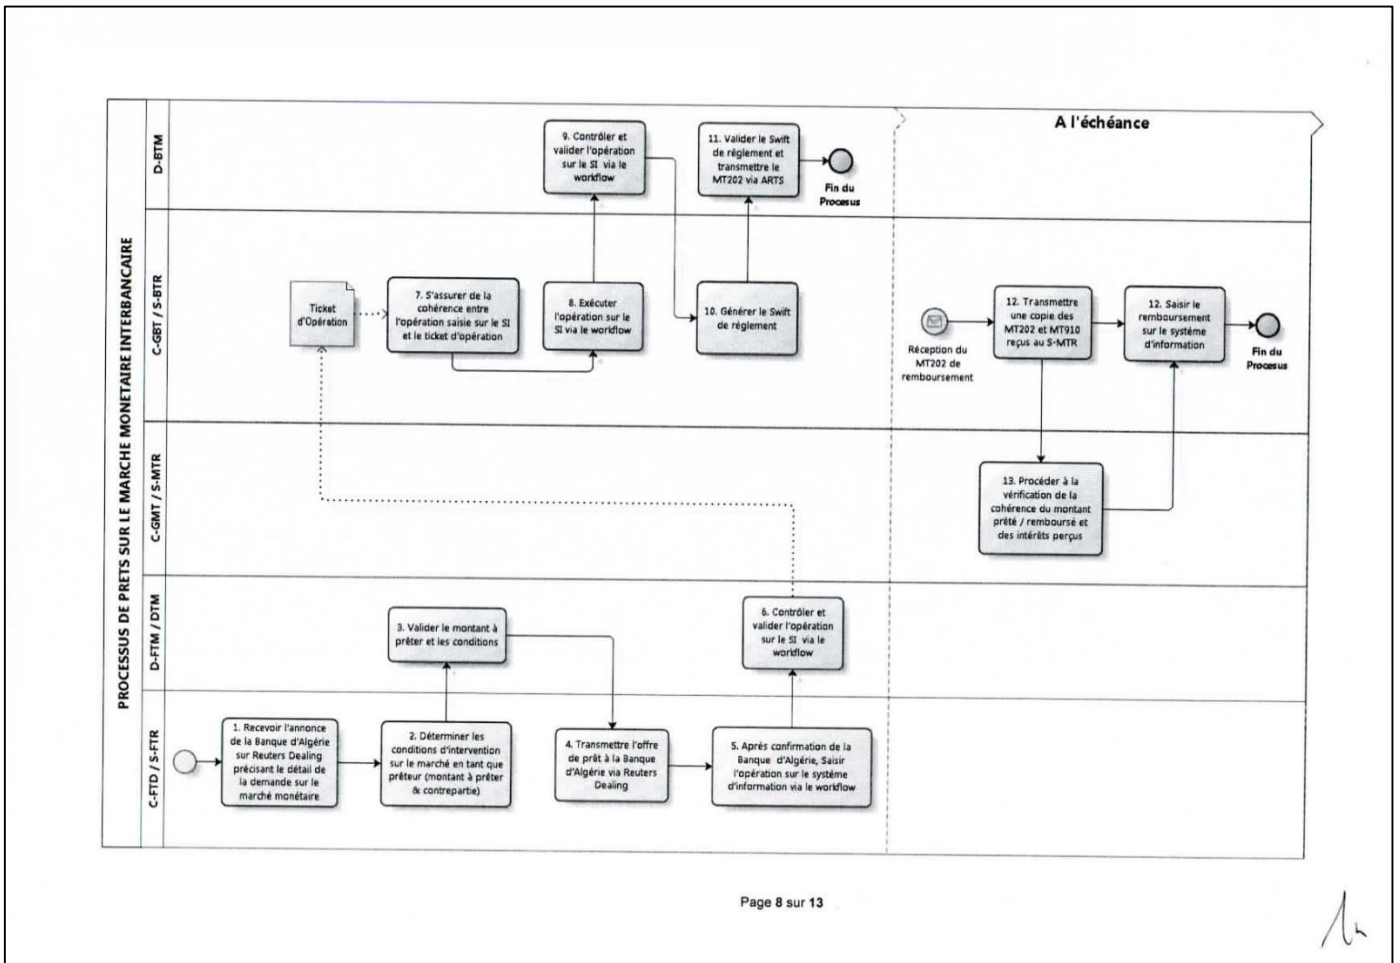 PROCESSUS DE PRETS SUR LE MARCHE MONETAIRE INTERBANCAIRE
D-BTM
9. Contrôler et
valider l'opération
sur le SI via le
workflow
11. Valider le Swift
de règlement et
transmettre le
MT202 via ARTS
Fin du
Procesus
A l'échéance
C-GBT / S-BTR
Ticket
d'Opération
7. S'assurer de la
cohérence entre
l'opération saisie sur le SI
et le ticket d'opération
8. Exécuter
l'opération sur le
SI via le workflow
10. Générer le Swift
de réglement
Réception du
MT202 de
remboursement
12. Transmettre
une copie des
MT202 et MT910
reçus au S-MTR
12. Saisir le
remboursement
sur le système
d'information
Fin du
Procesus
C-GMT / S-MTR
13. Procéder à la
vérification de la
cohérence du montant
prêté / remboursé et
des intérêts perçus
D-FTM / DTM
3. Valider le montant à
prêter et les conditions
6. Contrôler et
valider l'opération
sur le SI via le
workflow
C-FTD / S-FTR
1. Recevoir l'annonce
de la Banque d'Algérie
sur Reuters Dealing
précisant le détail de
la demande sur le
marché monétaire
2. Déterminer les
conditions d'intervention
sur le marché en tant que
prêteur (montant à prêter
& contrepartie)
4. Transmettre l'offre
de prêt à la Banque
d'Algérie via Reuters
Dealing
5. Après confirmation de la
Banque d'Algérie, Saisir
l'opération sur le système
d'information via le workflow
Page 8 sur 13